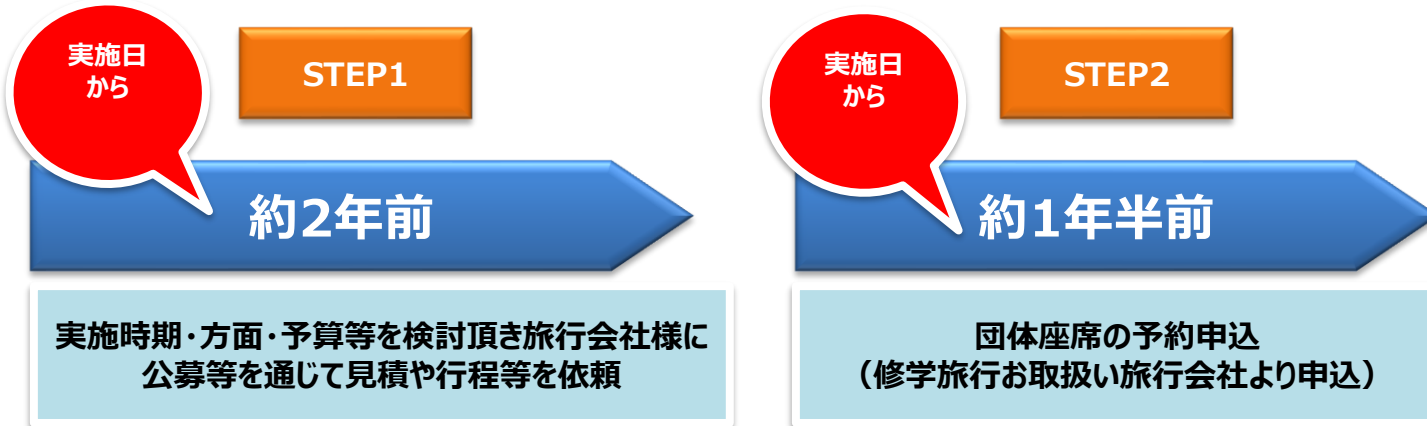 実施日
から
STEP1
約2年前
実施時期・方面・予算等を検討頂き旅行会社様に
公募等を通じて見積や行程等を依頼
実施日
から
STEP2
約1年半前
団体座席の予約申込
（修学旅行お取扱い旅行会社より申込）